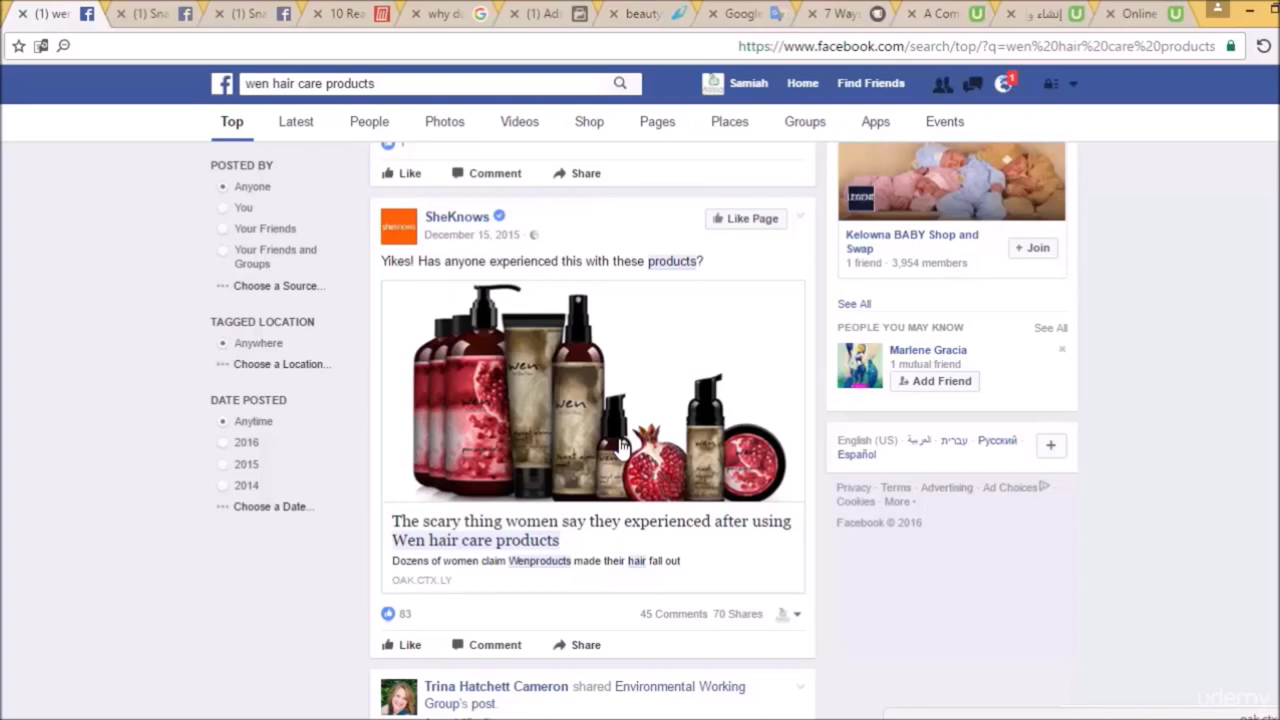 (1) wer
(1) Sna
(1) Sna
10 Rea
why d
(1) Ad
beauty
Google
7 Way
A Com
إنشاء و
Online
https://www.facebook.com/search/top/?q=wen%20hair%20care%20products
wen hair care products
Samiah
Home
Find Friends
1
Top
Latest
People
Photos
Videos
Shop
Pages
Places
Groups
Apps
Events
POSTED BY
Anyone
You
Your Friends
Your Friends and
Groups
Choose a Source...
TAGGED LOCATION
Anywhere
Choose a Location...
DATE POSTED
Anytime
2016
2015
2014
Choose a Date...
Like
Comment
Share
sheknows
SheKnows
Like Page
December 15, 2015
Yikes! Has anyone experienced this with these products?
wen
wen
wen
wen
The scary thing women say they experienced after using
Wen hair care products
Dozens of women claim Wenproducts made their hair fall out
OAK.CTX.LY
83
45 Comments 70 Shares
Like
Comment
Share
Trina Hatchett Cameron shared Environmental Working
Group's post.
LEGEND
Kelowna BABY Shop and
Swap
1 friend · 3,954 members
+ Join
See All
PEOPLE YOU MAY KNOW
See All
Marlene Gracia
1 mutual friend
Add Friend
English (US) · العربية · עברית · Русский ·
Español
Privacy · Terms · Advertising · Ad Choices ·
Cookies · More
Facebook © 2016
udemy